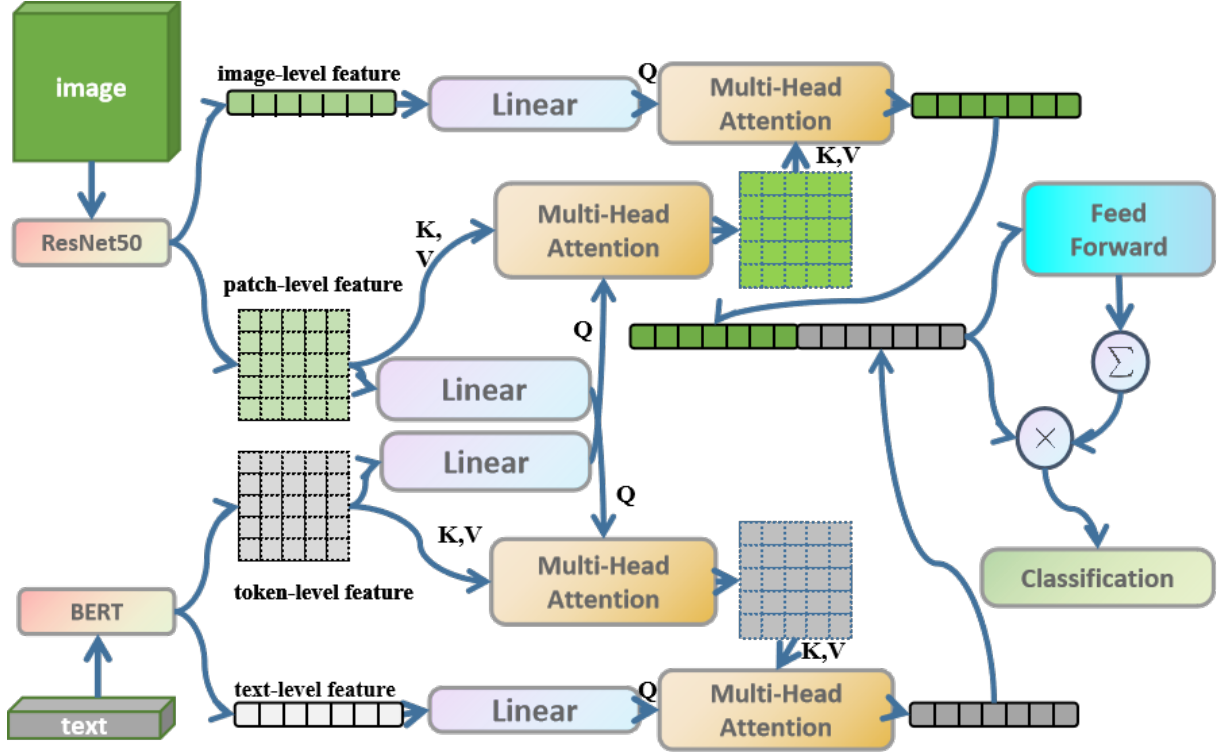 image
image-level feature
Linear
Q
Multi-Head
Attention
K,V
ResNet50
K,
V
Multi-Head
Attention
Feed
Forward
patch-level feature
Q
Linear
∑
×
Linear
Q
K,V
Multi-Head
Attention
Classification
token-level feature
BERT
K,V
text
text-level feature
Linear
Q
Multi-Head
Attention